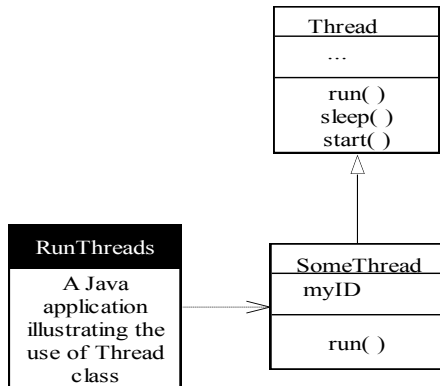 Thread
...
run( )
sleep( )
start( )
RunThreads
A Java
application
illustrating the
use of Thread
class
SomeThread
myID
run( )